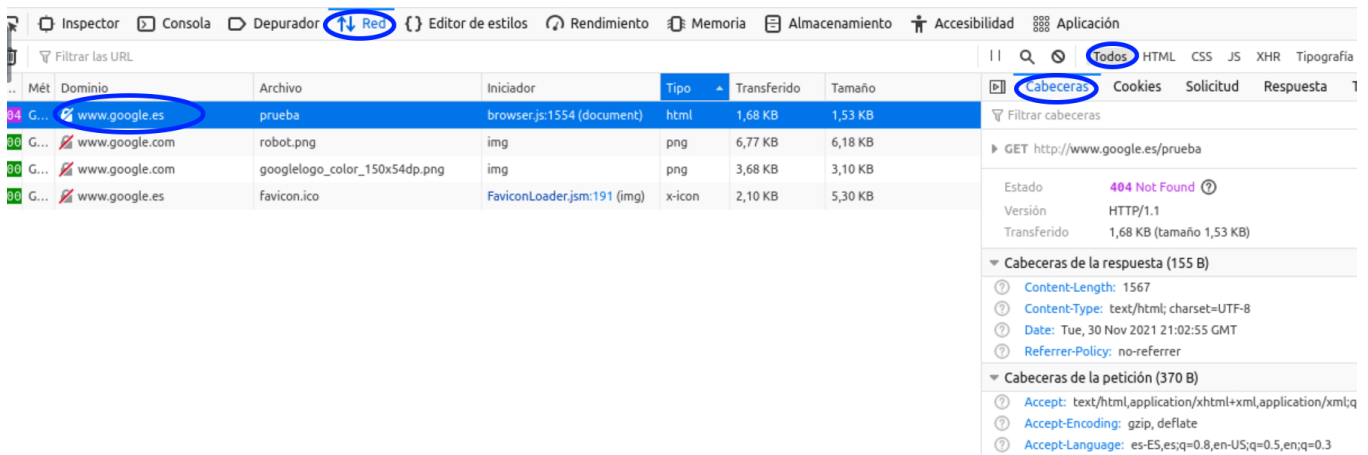 Inspector Consola Depurador Red {} Editor de estilos Rendimiento Memoria Almacenamiento Accesibilidad Aplicación
Filtrar las URL Todos HTML CSS JS XHR Tipografía
Mét Dominio Archivo Iniciador Tipo Transferido Tamaño
04 G... www.google.es prueba browser.js:1554 (document) html 1,68 KB 1,53 KB
00 G... www.google.com robot.png img png 6,77 KB 6,18 KB
00 G... www.google.com googlelogo_color_150x54dp.png img png 3,68 KB 3,10 KB
00 G... www.google.es favicon.ico FaviconLoader.jsm:191 (img) x-icon 2,10 KB 5,30 KB
Cabeceras Cookies Solicitud Respuesta
Filtrar cabeceras
GET http://www.google.es/prueba
Estado 404 Not Found
Versión HTTP/1.1
Transferido 1,68 KB (tamaño 1,53 KB)
Cabeceras de la respuesta (155 B)
Content-Length: 1567
Content-Type: text/html; charset=UTF-8
Date: Tue, 30 Nov 2021 21:02:55 GMT
Referrer-Policy: no-referrer
Cabeceras de la petición (370 B)
Accept: text/html,application/xhtml+xml,application/xml;q
Accept-Encoding: gzip, deflate
Accept-Language: es-ES,es;q=0.8,en-US;q=0.5,en;q=0.3